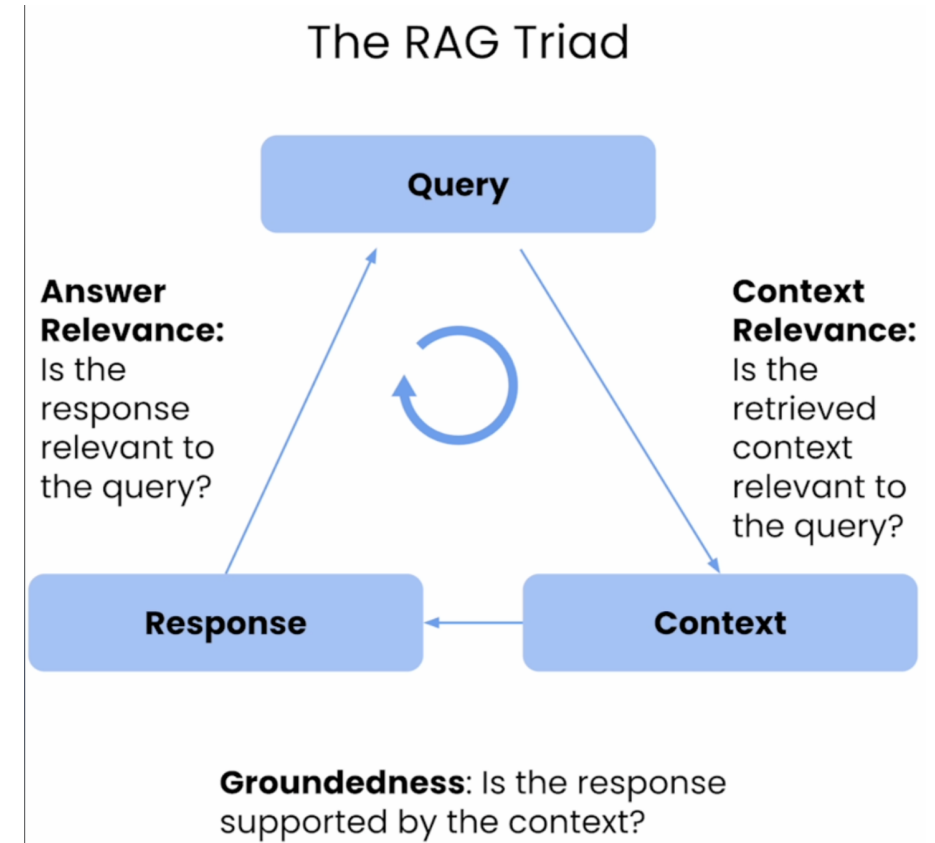 The RAG Triad
Query
Answer
Relevance:
Is the
response
relevant to
the query?
Context
Relevance:
Is the
retrieved
context
relevant to
the query?
Response
Context
Groundedness: Is the response
supported by the context?